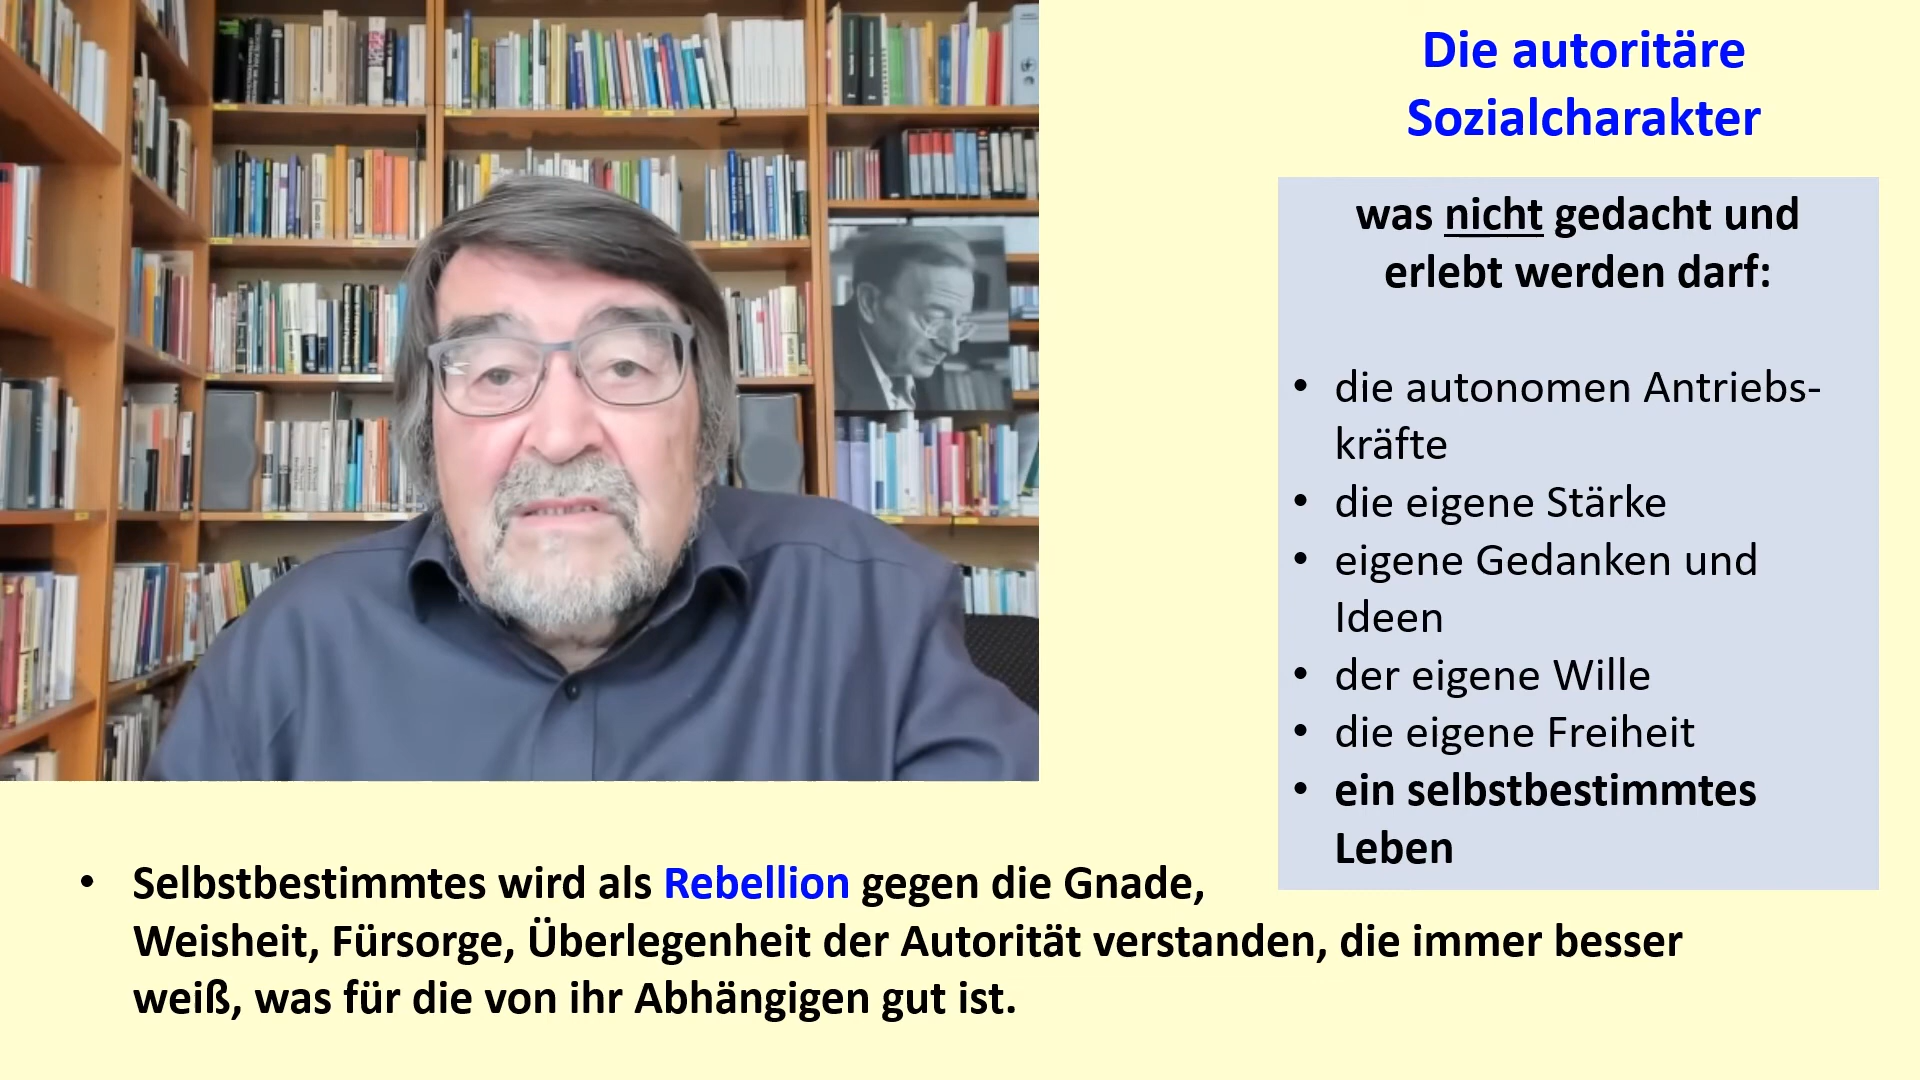 Die autoritäre
Sozialcharakter
was nicht gedacht und
erlebt werden darf:
• die autonomen Antriebs-
kräfte
• die eigene Stärke
• eigene Gedanken und
Ideen
• der eigene Wille
• die eigene Freiheit
• ein selbstbestimmtes
Leben
• Selbstbestimmtes wird als Rebellion gegen die Gnade,
Weisheit, Fürsorge, Überlegenheit der Autorität verstanden, die immer besser
weiß, was für die von ihr Abhängigen gut ist.